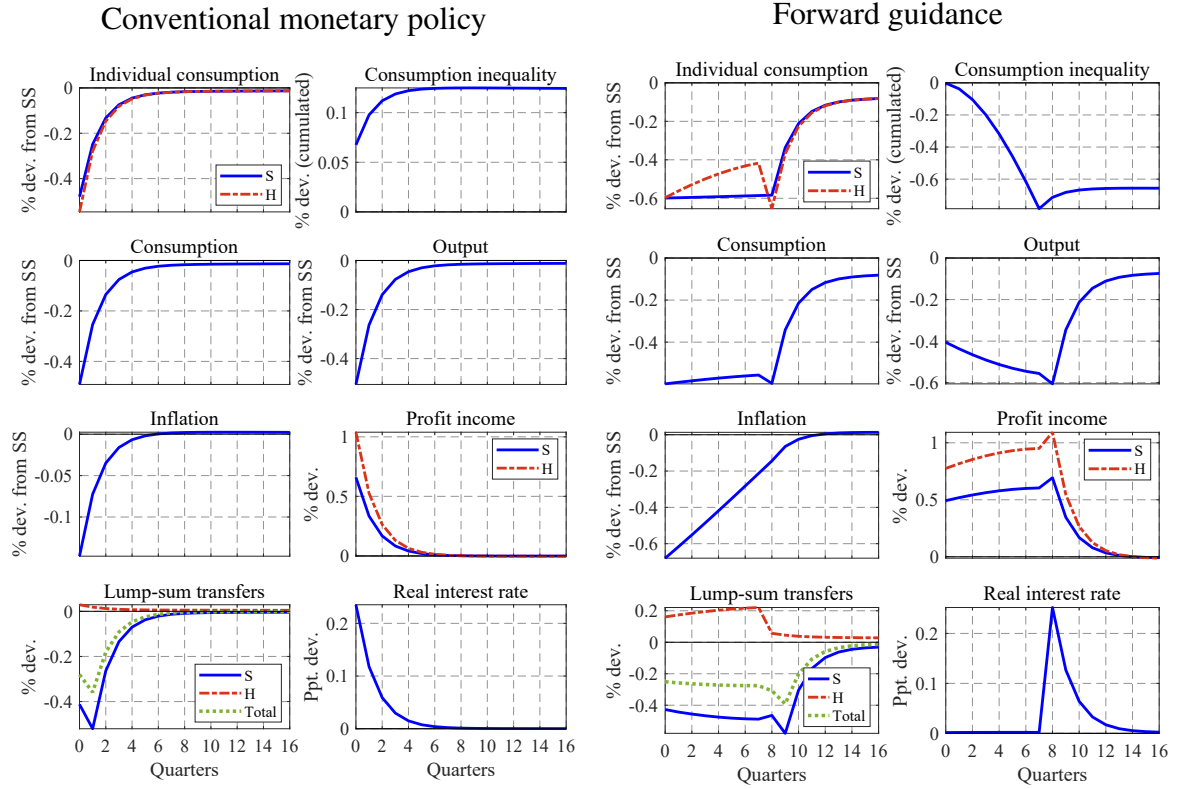 Conventional monetary policy
Forward guidance
Individual consumption
% dev. from SS
0
-0.2
-0.4
S
H
Consumption inequality
% dev. (cumulated)
0.1
0.05
0
Individual consumption
% dev. from SS
0
-0.2
-0.4
-0.6
S
H
Consumption inequality
% dev. (cumulated)
0
-0.2
-0.4
-0.6
Consumption
% dev. from SS
0
-0.2
-0.4
Output
% dev. from SS
0
-0.2
-0.4
Consumption
% dev. from SS
0
-0.2
-0.4
-0.6
Output
% dev. from SS
0
-0.2
-0.4
-0.6
Inflation
% dev. from SS
0
-0.05
-0.1
Profit income
% dev.
1
0.5
0
S
H
Inflation
% dev. from SS
0
-0.2
-0.4
-0.6
Profit income
% dev.
1
0.5
0
S
H
Lump-sum transfers
% dev.
0
-0.2
-0.4
S
H
Total
0 2 4 6 8 10 12 14 16
Quarters
Real interest rate
Ppt. dev.
0.2
0.1
0
0 2 4 6 8 10 12 14 16
Quarters
Lump-sum transfers
% dev.
0.2
0
-0.2
-0.4
S
H
Total
0 2 4 6 8 10 12 14 16
Quarters
Real interest rate
Ppt. dev
0.2
0.1
0
0 2 4 6 8 10 12 14 16
Quarters